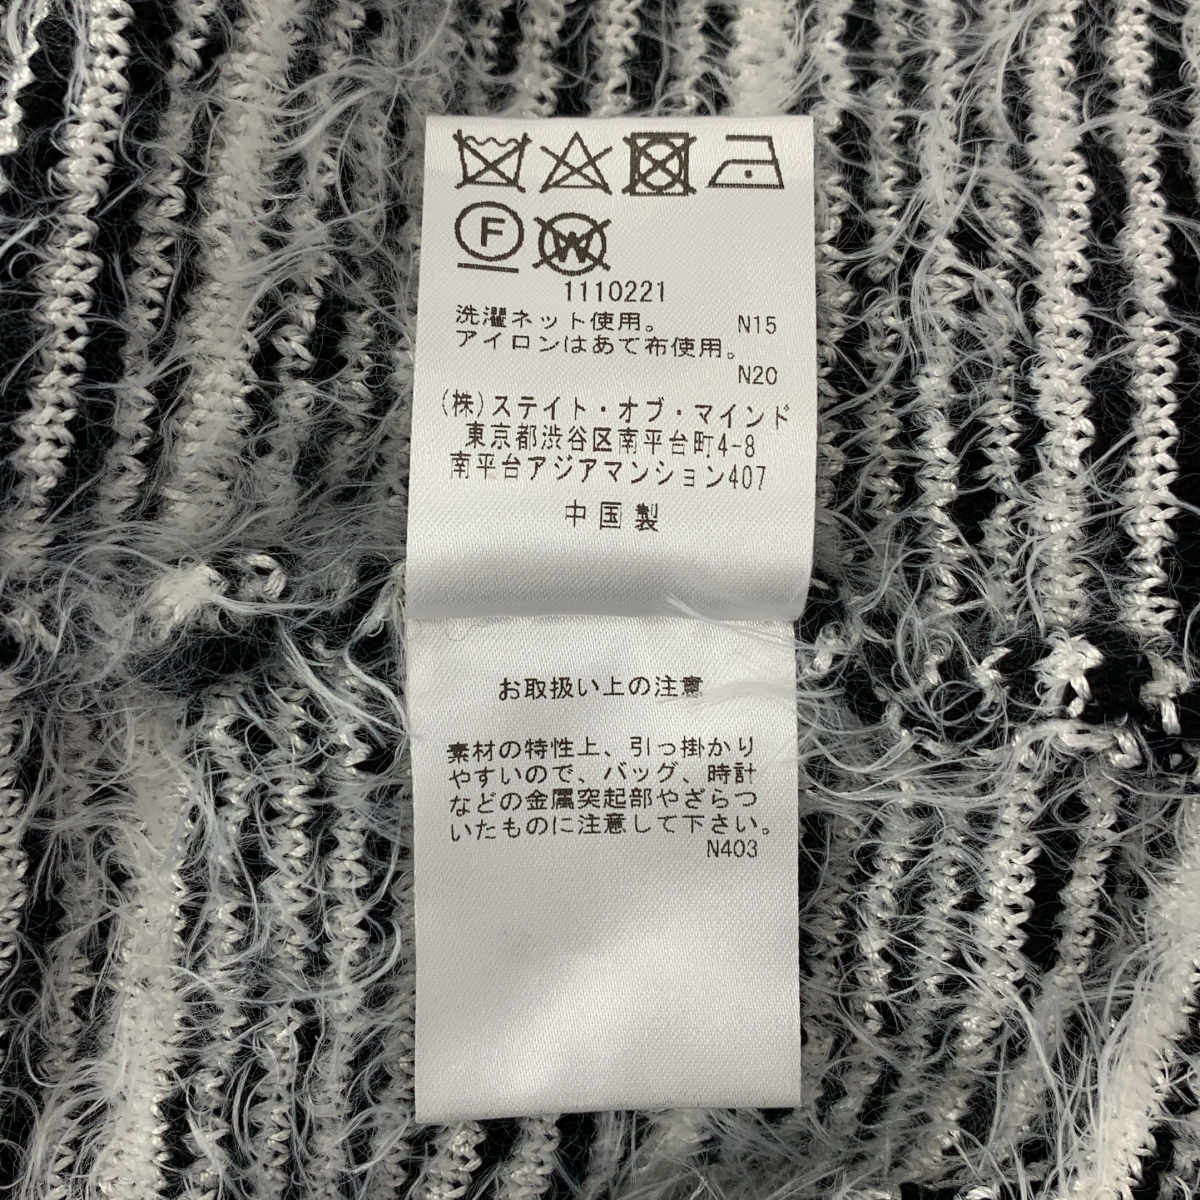 F
W
1110221
洗濯ネット使用。 N15
アイロンはあて布使用。
N20
(株)ステイト・オブ・マインド
東京都渋谷区南平台町4-8
南平台アジアマンション407
中国製
お取扱い上の注意
素材の特性上、引っ掛かり
やすいので、バッグ、時計
などの金属突起部やざらつ
いたものに注意して下さい。
N403